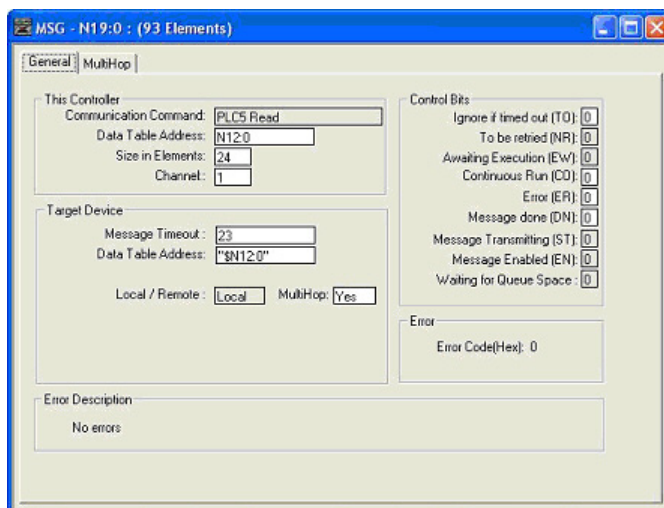 MSG - N19:0 : (93 Elements)
General MultiHop
This Controller
Communication Command: PLC5 Read
Data Table Address: N12:0
Size in Elements: 24
Channel: 1
Target Device
Message Timeout : 23
Data Table Address: "$N12:0"
Local / Remote : Local MultiHop: Yes
Control Bits
Ignore if timed out (TO): 0
To be retried (NR): 0
Awaiting Execution (EW): 0
Continuous Run (CO): 0
Error (ER): 0
Message done (DN): 0
Message Transmitting (ST): 0
Message Enabled (EN): 0
Waiting for Queue Space : 0
Error
Error Code(Hex): 0
Error Description
No errors